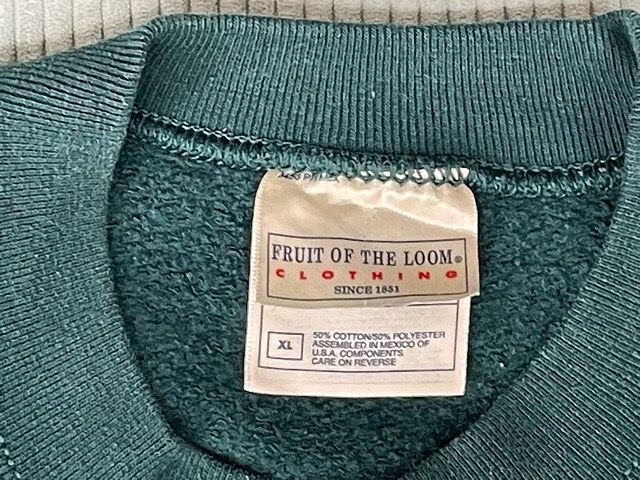 FRUIT OF THE LOOM®
CLOTHING
SINCE 1851
XL
50% COTTON/50% POLYESTER
ASSEMBLED IN MEXICO OF
U.S.A. COMPONENTS
CARE ON REVERSE